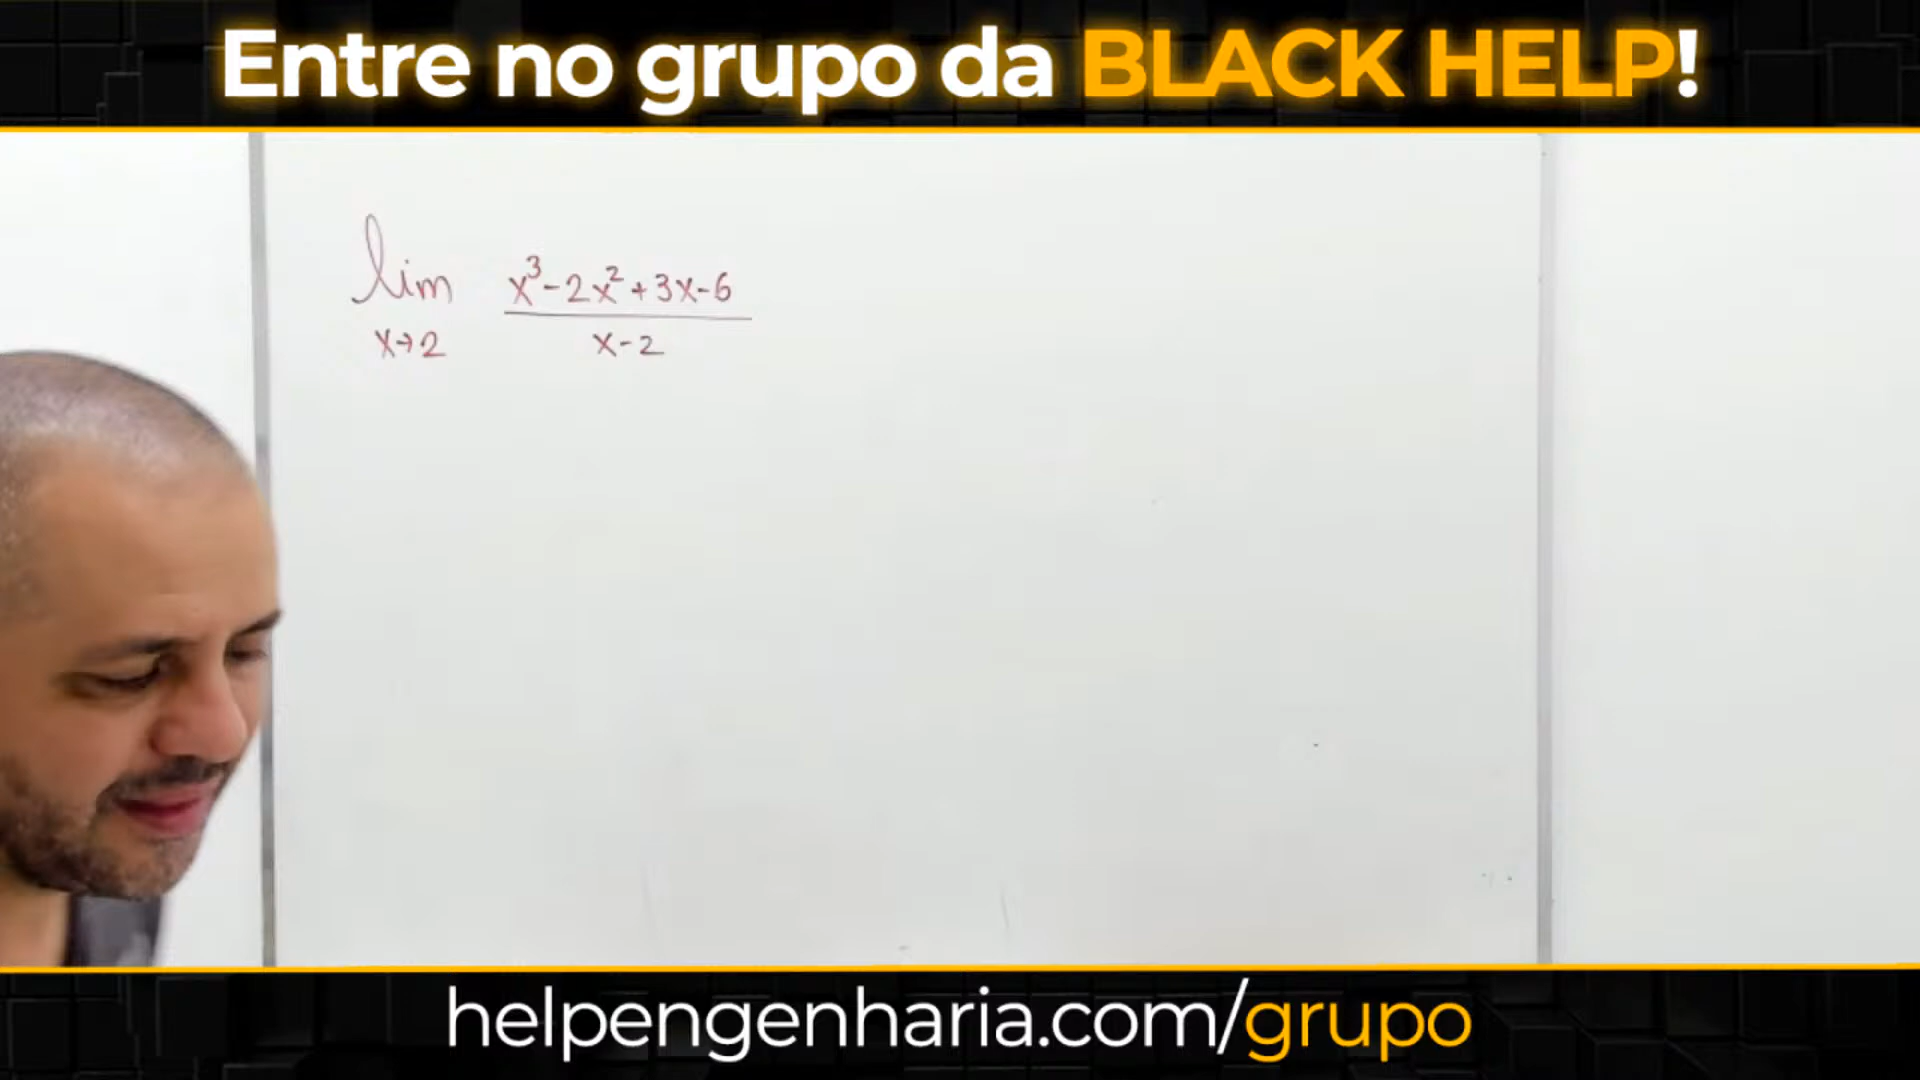 Entre no grupo da BLACK HELP!
lim x³-2x²+3x-6
x→2 x-2
helpengenharia.com/grupo